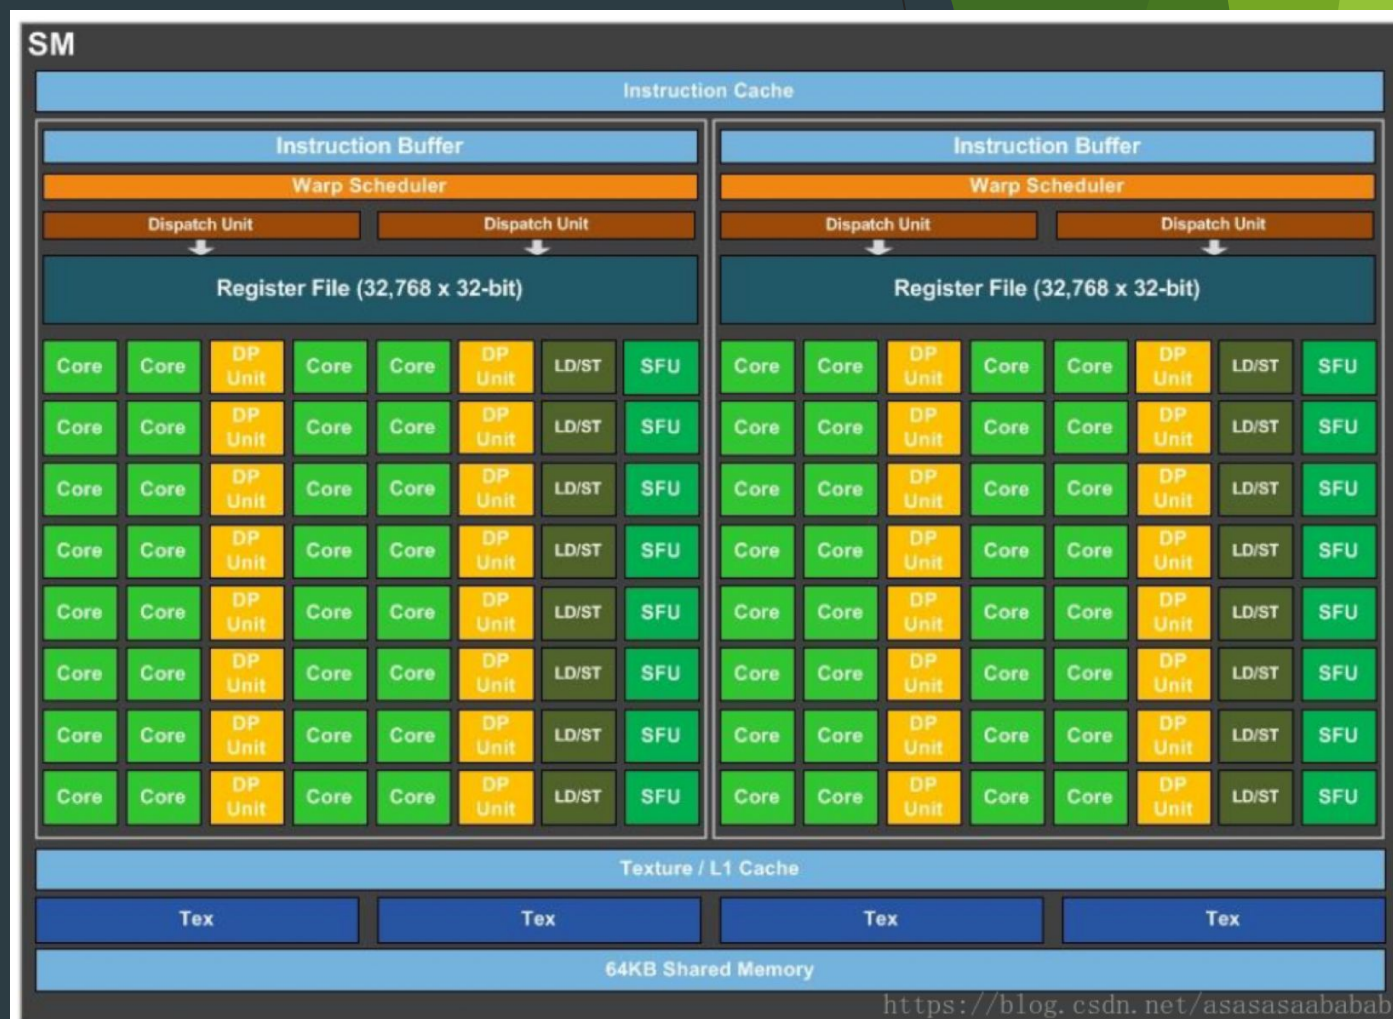 SM
Instruction Cache
Instruction Buffer Instruction Buffer
Warp Scheduler Warp Scheduler
Dispatch Unit Dispatch Unit Dispatch Unit Dispatch Unit
Register File (32,768 x 32-bit) Register File (32,768 x 32-bit)
Core Core DP Unit Core Core DP Unit LD/ST SFU Core Core DP Unit Core Core DP Unit LD/ST SFU
Core Core DP Unit Core Core DP Unit LD/ST SFU Core Core DP Unit Core Core DP Unit LD/ST SFU
Core Core DP Unit Core Core DP Unit LD/ST SFU Core Core DP Unit Core Core DP Unit LD/ST SFU
Core Core DP Unit Core Core DP Unit LD/ST SFU Core Core DP Unit Core Core DP Unit LD/ST SFU
Core Core DP Unit Core Core DP Unit LD/ST SFU Core Core DP Unit Core Core DP Unit LD/ST SFU
Core Core DP Unit Core Core DP Unit LD/ST SFU Core Core DP Unit Core Core DP Unit LD/ST SFU
Core Core DP Unit Core Core DP Unit LD/ST SFU Core Core DP Unit Core Core DP Unit LD/ST SFU
Core Core DP Unit Core Core DP Unit LD/ST SFU Core Core DP Unit Core Core DP Unit LD/ST SFU
Texture / L1 Cache
Tex Tex Tex Tex
64KB Shared Memory
https://blog.csdn.net/asasasaababab